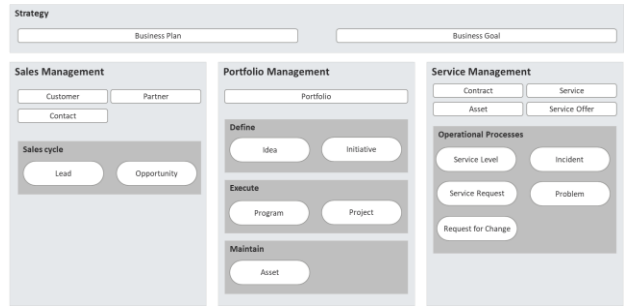 Strategy
Business Plan
Business Goal
Sales Management
Customer
Partner
Contact
Sales cycle
Lead
Opportunity
Portfolio Management
Portfolio
Define
Idea
Initiative
Execute
Program
Project
Maintain
Asset
Service Management
Contract
Service
Asset
Service Offer
Operational Processes
Service Level
Incident
Service Request
Problem
Request for Change